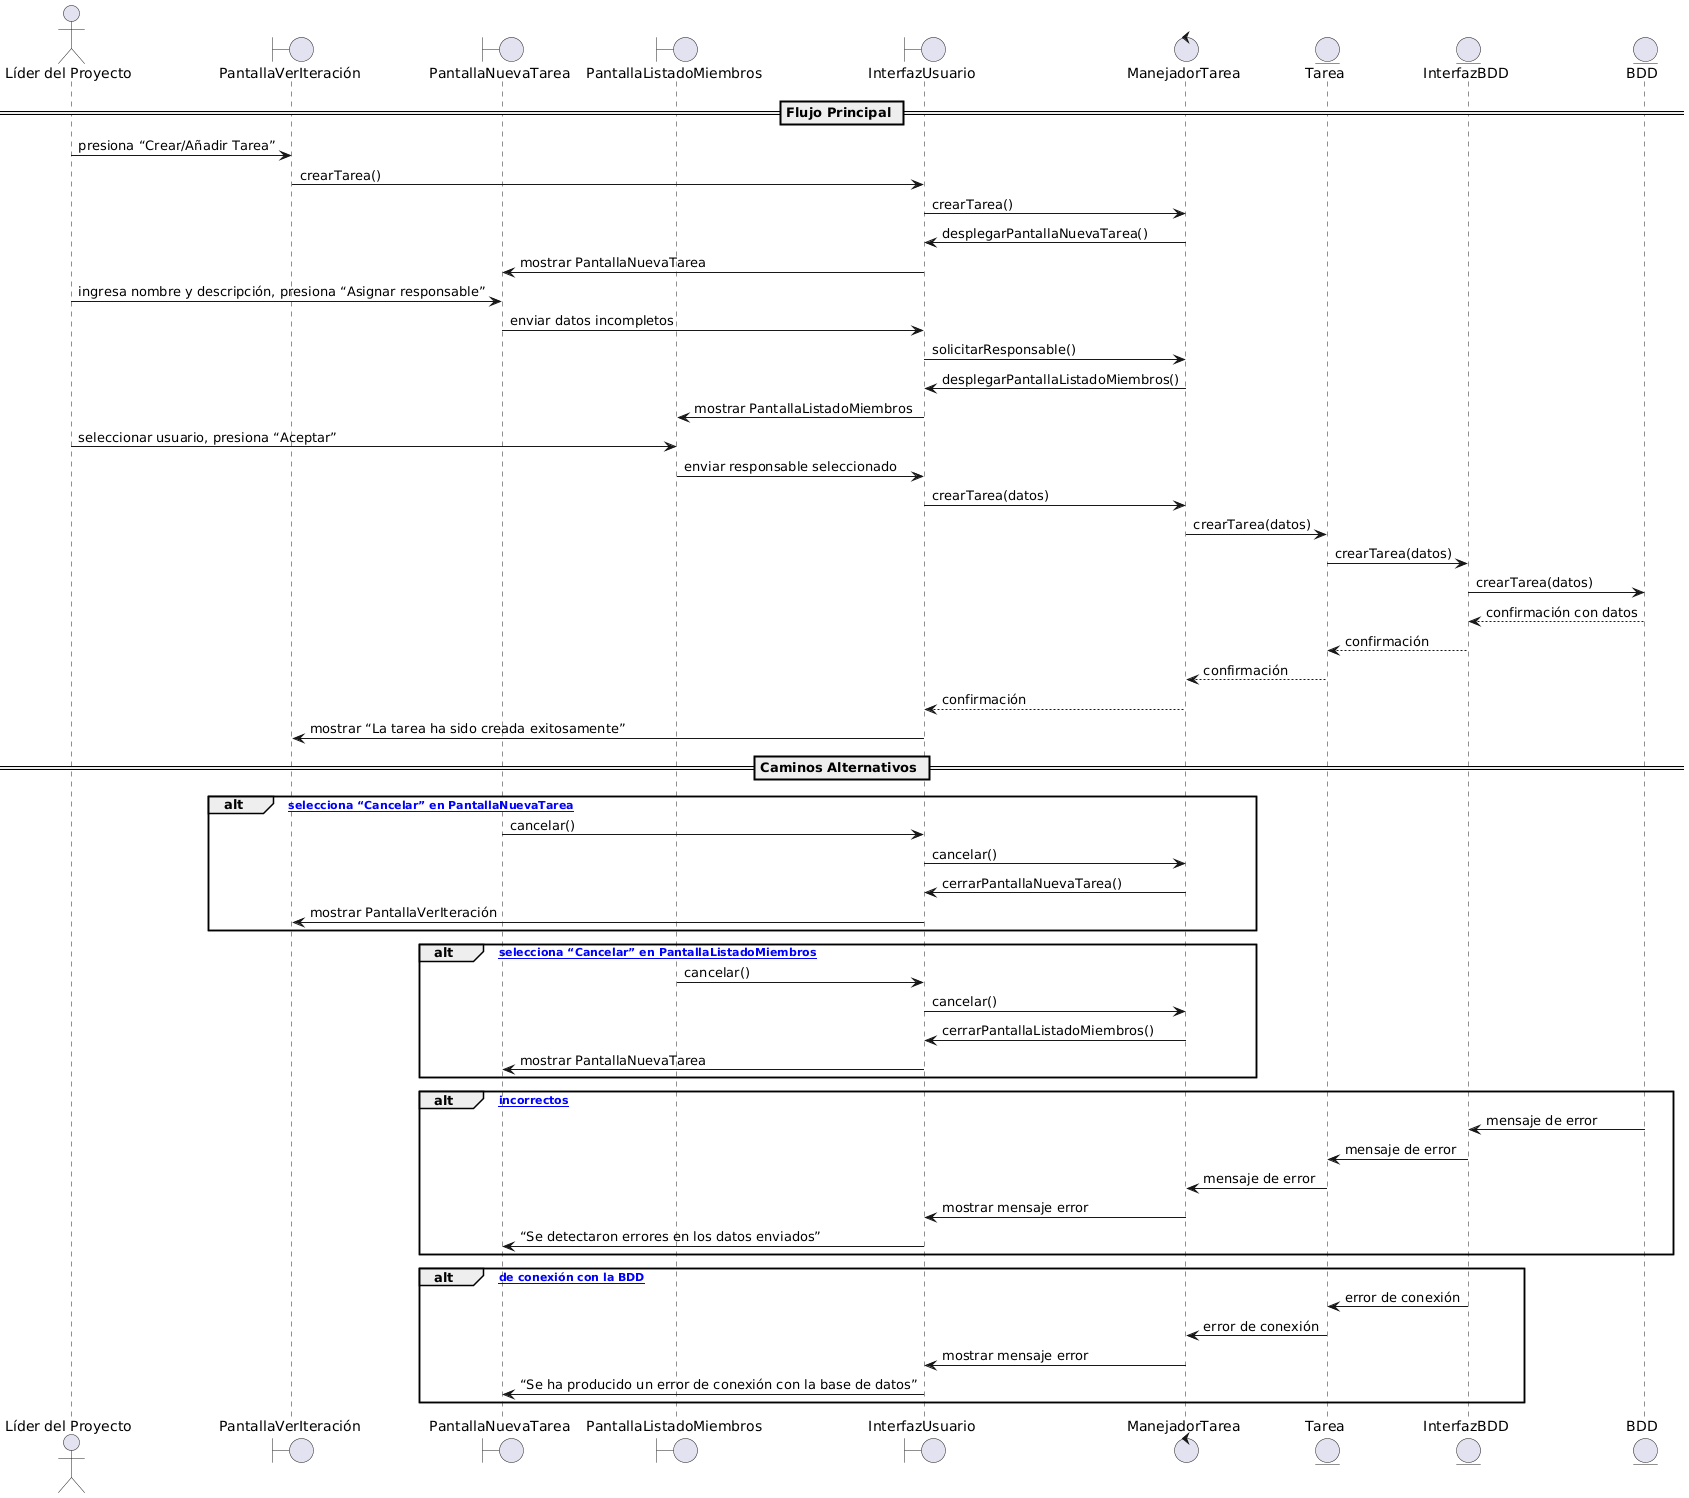 Líder del Proyecto PantallaVerIteración PantallaNuevaTarea PantallaListadoMiembros InterfazUsuario ManejadorTarea Tarea InterfazBDD BDD
Flujo Principal
presiona “Crear/Añadir Tarea”
crearTarea()
crearTarea()
desplegarPantallaNuevaTarea()
mostrar PantallaNuevaTarea
ingresa nombre y descripción, presiona “Asignar responsable”
enviar datos incompletos
solicitarResponsable()
desplegarPantallaListadoMiembros()
mostrar PantallaListadoMiembros
seleccionar usuario, presiona “Aceptar”
enviar responsable seleccionado
crearTarea(datos)
crearTarea(datos)
crearTarea(datos)
crearTarea(datos)
confirmación con datos
confirmación
confirmación
confirmación
mostrar “La tarea ha sido creada exitosamente”
Caminos Alternativos
alt selecciona “Cancelar” en PantallaNuevaTarea
cancelar()
cancelar()
cerrarPantallaNuevaTarea()
mostrar PantallaVerIteración
alt selecciona “Cancelar” en PantallaListadoMiembros
cancelar()
cancelar()
cerrarPantallaListadoMiembros()
mostrar PantallaNuevaTarea
alt incorrectos
mensaje de error
mensaje de error
mensaje de error
mostrar mensaje error
“Se detectaron errores en los datos enviados”
alt de conexión con la BDD
error de conexión
error de conexión
mostrar mensaje error
“Se ha producido un error de conexión con la base de datos”
Líder del Proyecto PantallaVerIteración PantallaNuevaTarea PantallaListadoMiembros InterfazUsuario ManejadorTarea Tarea InterfazBDD BDD